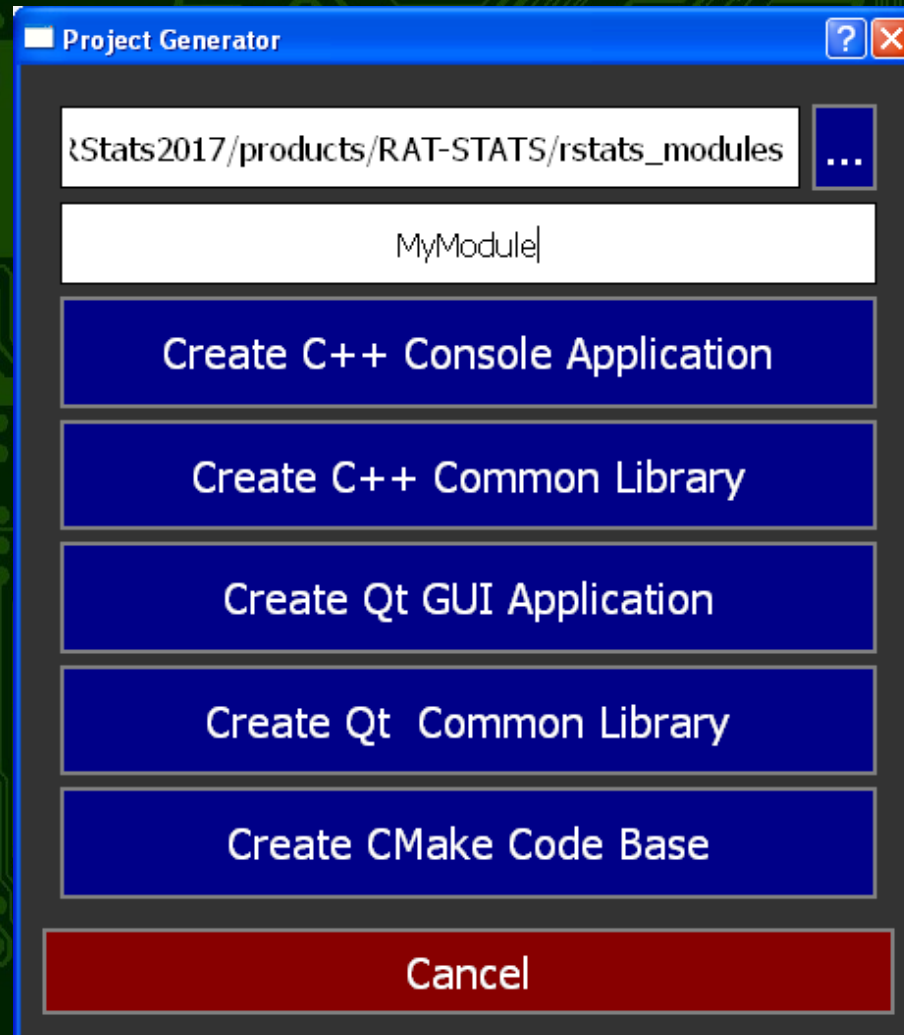 Project Generator
RStats2017/products/RAT-STATS/rstats_modules
...
MyModule
Create C++ Console Application
Create C++ Common Library
Create Qt GUI Application
Create Qt  Common Library
Create CMake Code Base
Cancel